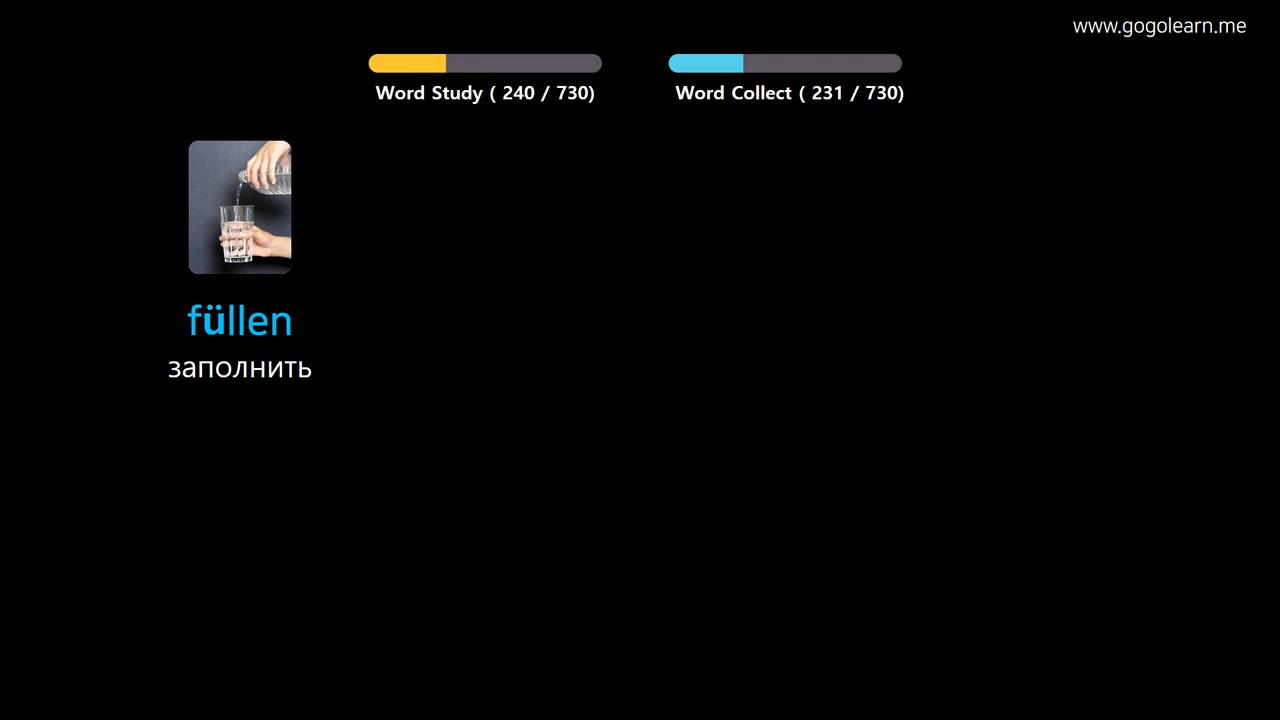 www.gogolearn.me
Word Study ( 240 / 730)
Word Collect ( 231 / 730)
füllen
заполнить